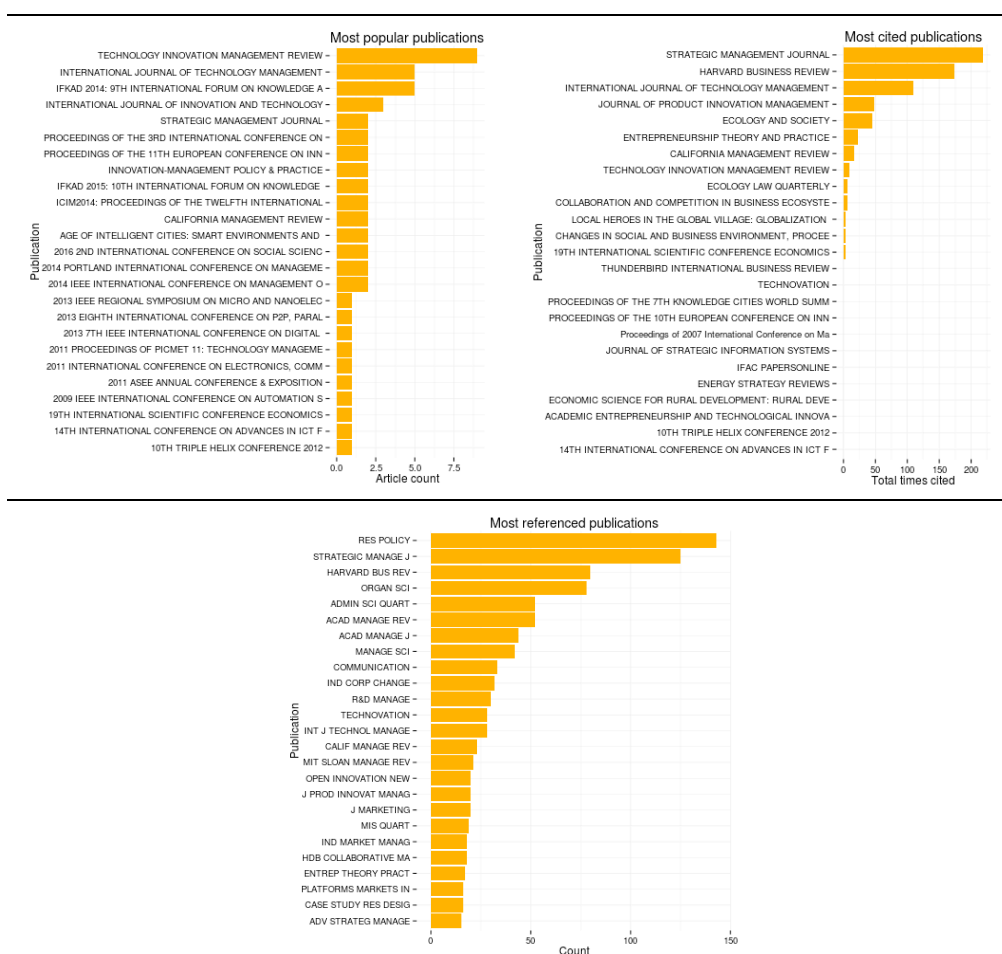 Most popular publications
Publication
TECHNOLOGY INNOVATION MANAGEMENT REVIEW
INTERNATIONAL JOURNAL OF TECHNOLOGY MANAGEMENT
IFKAD 2014: 9TH INTERNATIONAL FORUM ON KNOWLEDGE A
INTERNATIONAL JOURNAL OF INNOVATION AND TECHNOLOGY
STRATEGIC MANAGEMENT JOURNAL
PROCEEDINGS OF THE 3RD INTERNATIONAL CONFERENCE ON
PROCEEDINGS OF THE 11TH EUROPEAN CONFERENCE ON INN
INNOVATION-MANAGEMENT POLICY & PRACTICE
IFKAD 2015: 10TH INTERNATIONAL FORUM ON KNOWLEDGE
ICIM2014: PROCEEDINGS OF THE TWELFTH INTERNATIONAL
CALIFORNIA MANAGEMENT REVIEW
AGE OF INTELLIGENT CITIES: SMART ENVIRONMENTS AND
2016 2ND INTERNATIONAL CONFERENCE ON SOCIAL SCIENC
2014 PORTLAND INTERNATIONAL CONFERENCE ON MANAGEME
2014 IEEE INTERNATIONAL CONFERENCE ON MANAGEMENT O
2013 IEEE REGIONAL SYMPOSIUM ON MICRO AND NANOELEC
2013 EIGHTH INTERNATIONAL CONFERENCE ON P2P, PARAL
2013 7TH IEEE INTERNATIONAL CONFERENCE ON DIGITAL
2011 PROCEEDINGS OF PICMET 11: TECHNOLOGY MANAGEME
2011 INTERNATIONAL CONFERENCE ON ELECTRONICS, COMM
2011 ASEE ANNUAL CONFERENCE & EXPOSITION
2009 IEEE INTERNATIONAL CONFERENCE ON AUTOMATION S
19TH INTERNATIONAL SCIENTIFIC CONFERENCE ECONOMICS
14TH INTERNATIONAL CONFERENCE ON ADVANCES IN ICT F
10TH TRIPLE HELIX CONFERENCE 2012
0.0 2.5 5.0 7.5
Article count
Most cited publications
Publication
STRATEGIC MANAGEMENT JOURNAL
HARVARD BUSINESS REVIEW
INTERNATIONAL JOURNAL OF TECHNOLOGY MANAGEMENT
JOURNAL OF PRODUCT INNOVATION MANAGEMENT
ECOLOGY AND SOCIETY
ENTREPRENEURSHIP THEORY AND PRACTICE
CALIFORNIA MANAGEMENT REVIEW
TECHNOLOGY INNOVATION MANAGEMENT REVIEW
ECOLOGY LAW QUARTERLY
COLLABORATION AND COMPETITION IN BUSINESS ECOSYSTE
LOCAL HEROES IN THE GLOBAL VILLAGE: GLOBALIZATION
CHANGES IN SOCIAL AND BUSINESS ENVIRONMENT, PROCEE
19TH INTERNATIONAL SCIENTIFIC CONFERENCE ECONOMICS
THUNDERBIRD INTERNATIONAL BUSINESS REVIEW
TECHNOVATION
PROCEEDINGS OF THE 7TH KNOWLEDGE CITIES WORLD SUMM
PROCEEDINGS OF THE 10TH EUROPEAN CONFERENCE ON INN
Proceedings of 2007 International Conference on Ma
JOURNAL OF STRATEGIC INFORMATION SYSTEMS
IFAC PAPERSONLINE
ENERGY STRATEGY REVIEWS
ECONOMIC SCIENCE FOR RURAL DEVELOPMENT: RURAL DEVE
ACADEMIC ENTREPRENEURSHIP AND TECHNOLOGICAL INNOVA
10TH TRIPLE HELIX CONFERENCE 2012
14TH INTERNATIONAL CONFERENCE ON ADVANCES IN ICT F
0 50 100 150 200
Total times cited
Most referenced publications
Publication
RES POLICY
STRATEGIC MANAGE J
HARVARD BUS REV
ORGAN SCI
ADMIN SCI QUART
ACAD MANAGE REV
ACAD MANAGE J
MANAGE SCI
COMMUNICATION
IND CORP CHANGE
R&D MANAGE
TECHNOVATION
INT J TECHNOL MANAGE
CALIF MANAGE REV
MIT SLOAN MANAGE REV
OPEN INNOVATION NEW
J PROD INNOVAT MANAG
J MARKETING
MIS QUART
IND MARKET MANAG
HDB COLLABORATIVE MA
ENTREP THEORY PRACT
PLATFORMS MARKETS IN
CASE STUDY RES DESIG
ADV STRATEG MANAGE
0 50 100 150
Count